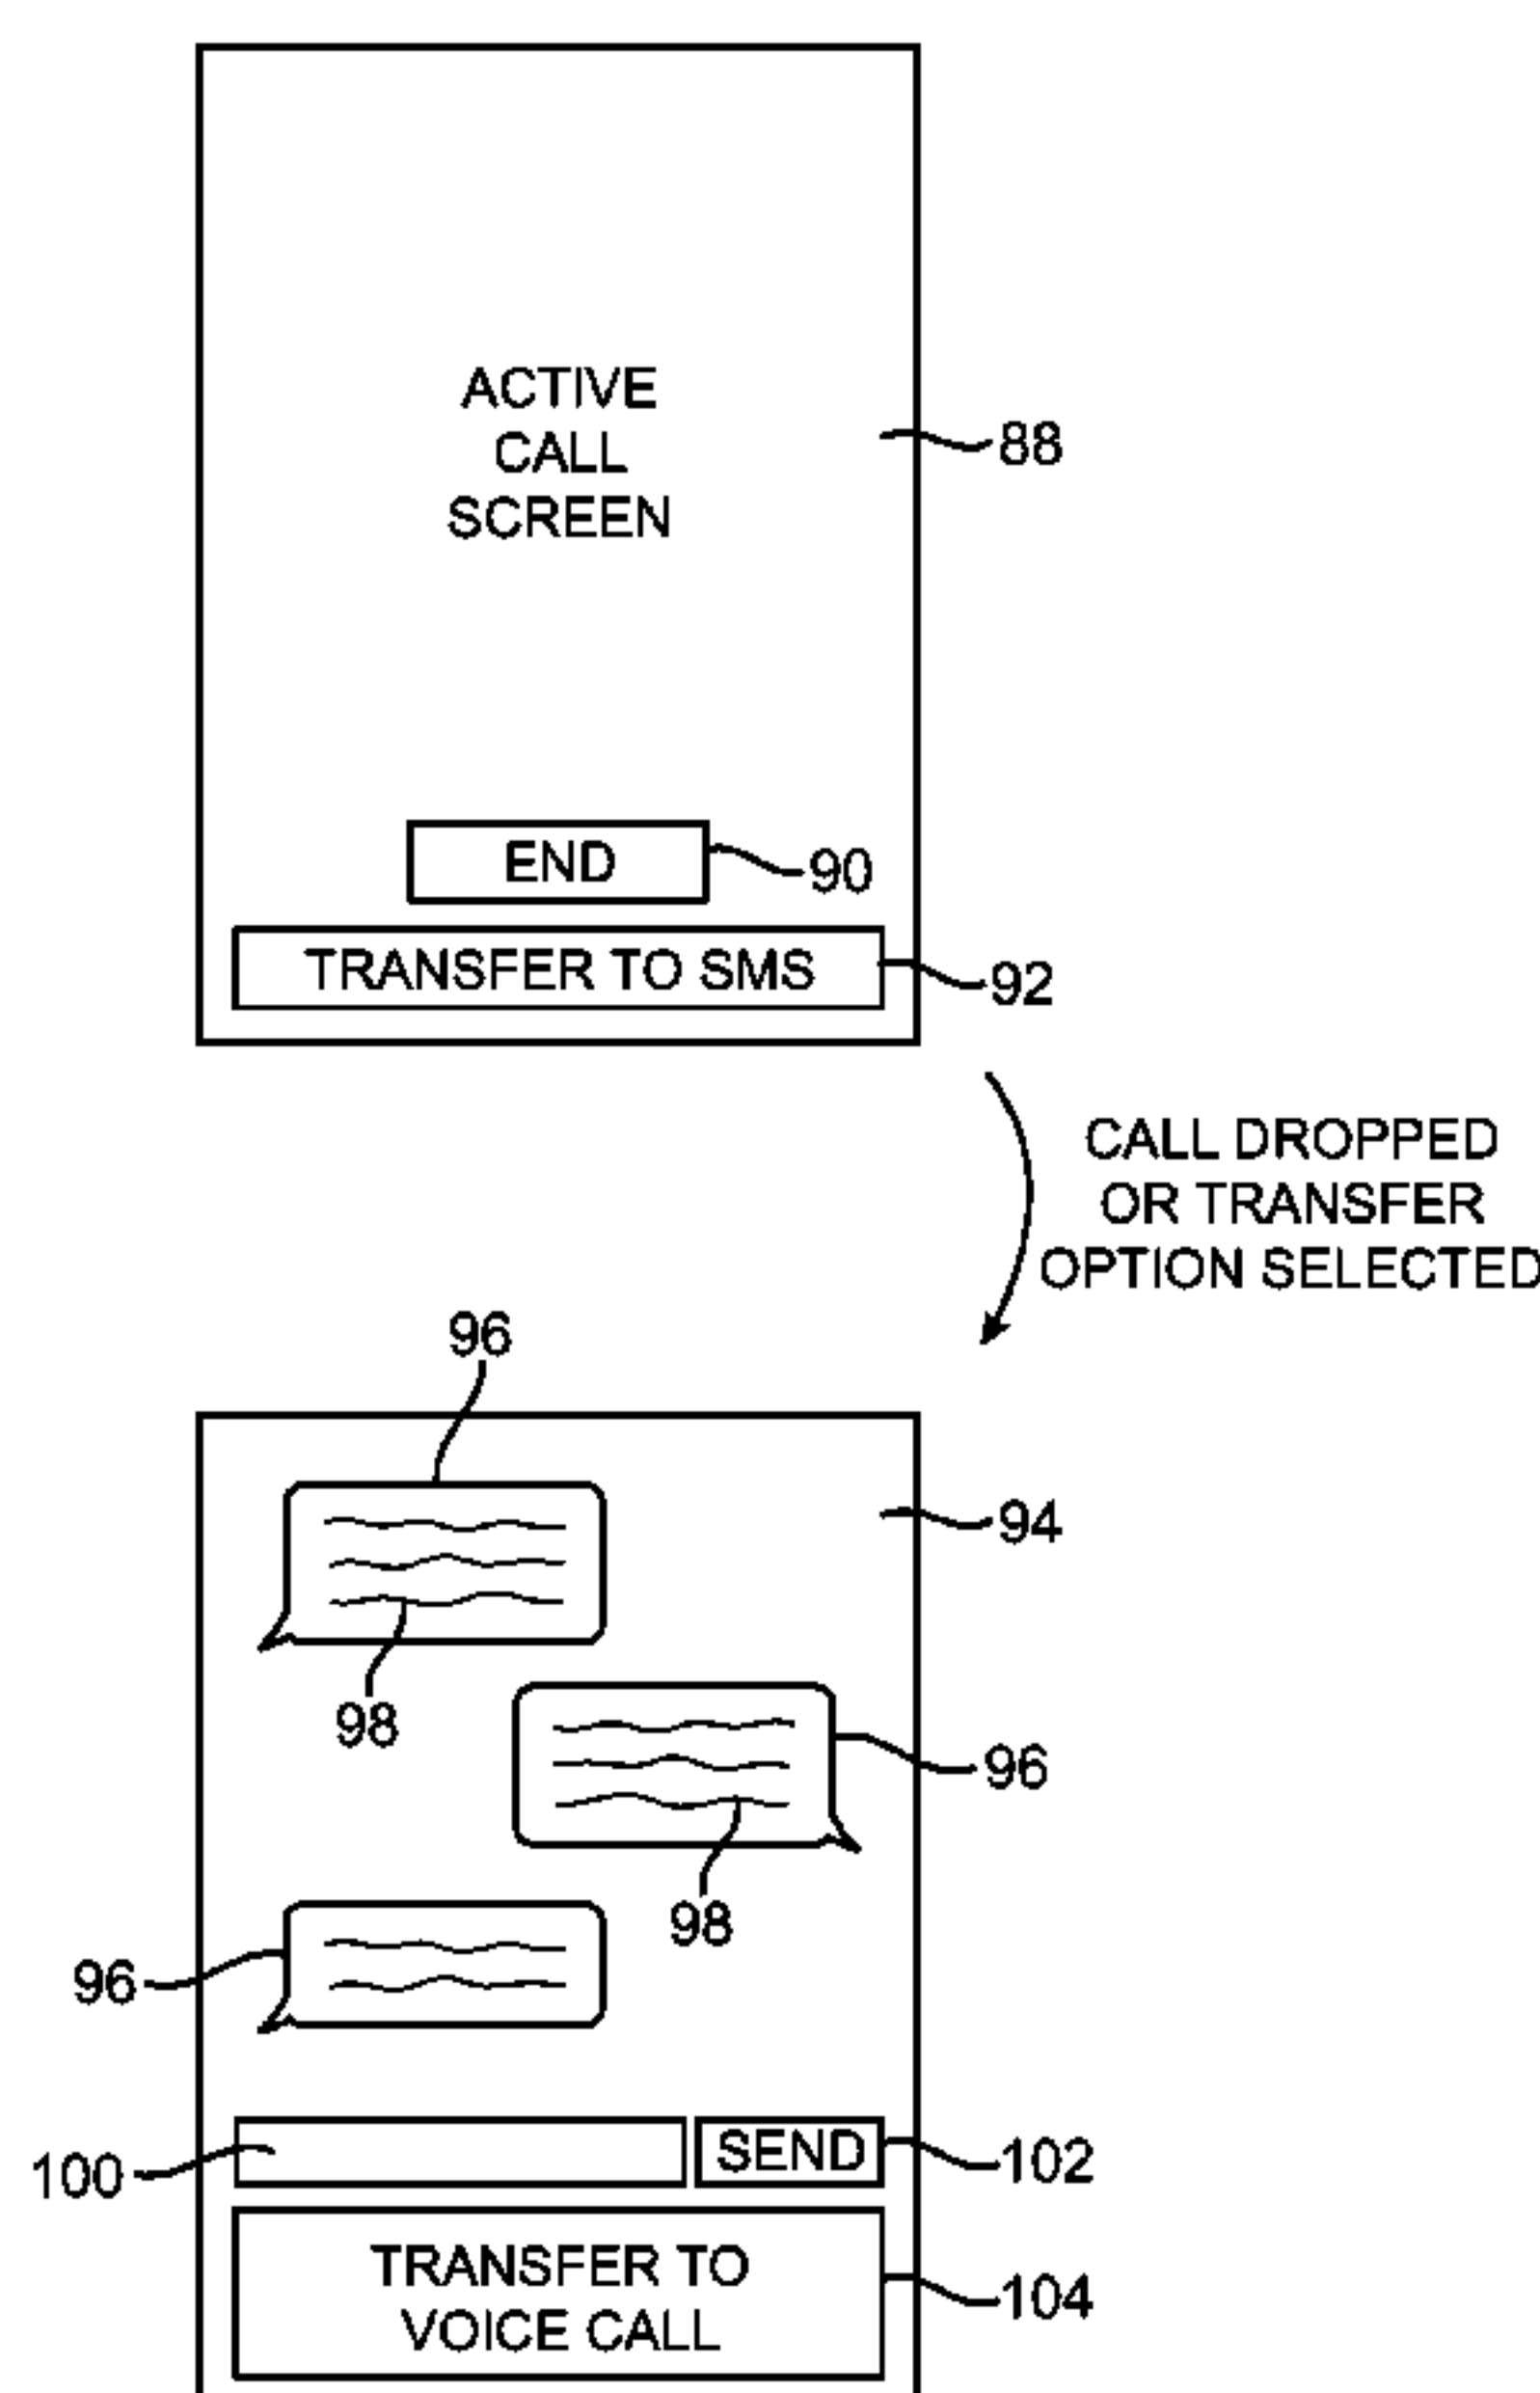 ACTIVE
CALL
SCREEN
88
END
90
TRANSFER TO SMS
92
CALL DROPPED
OR TRANSFER
OPTION SELECTED
96
94
98
96
98
96
100
SEND
102
TRANSFER TO
VOICE CALL
104